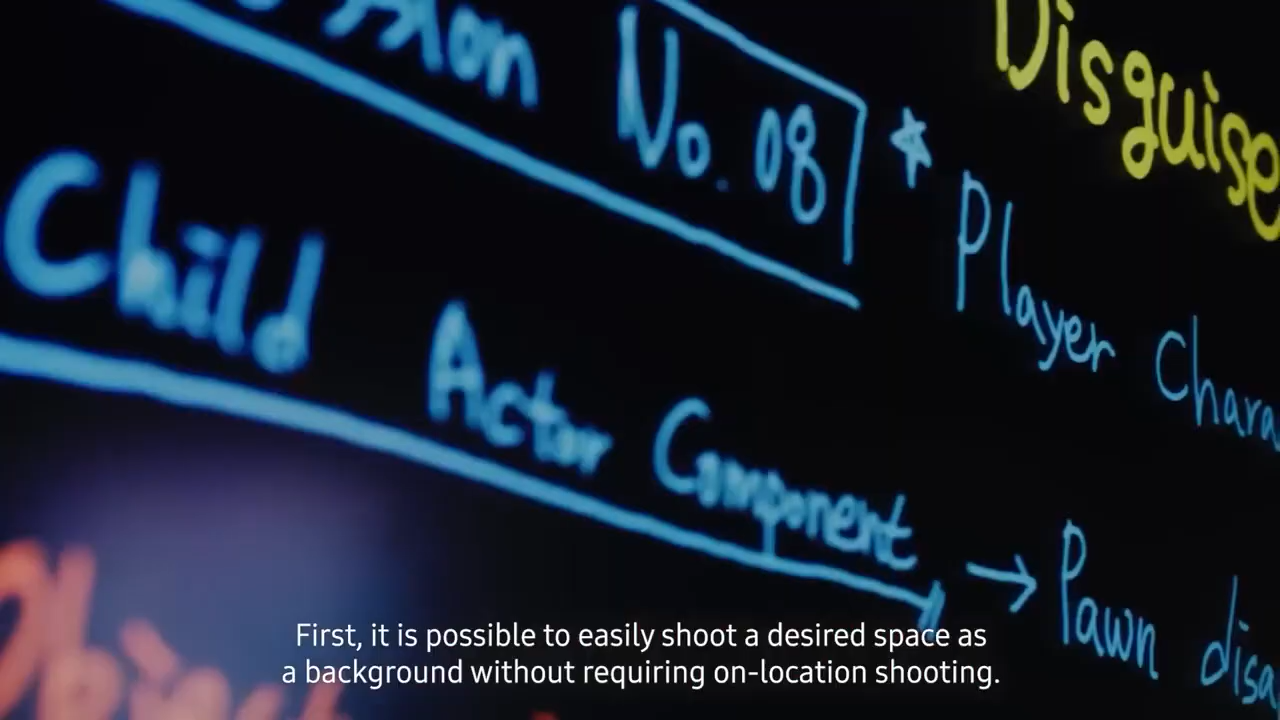 No. 08
Disguise
* Player Chara
Child Actor Component → Pawn disa
First, it is possible to easily shoot a desired space as
a background without requiring on-location shooting.